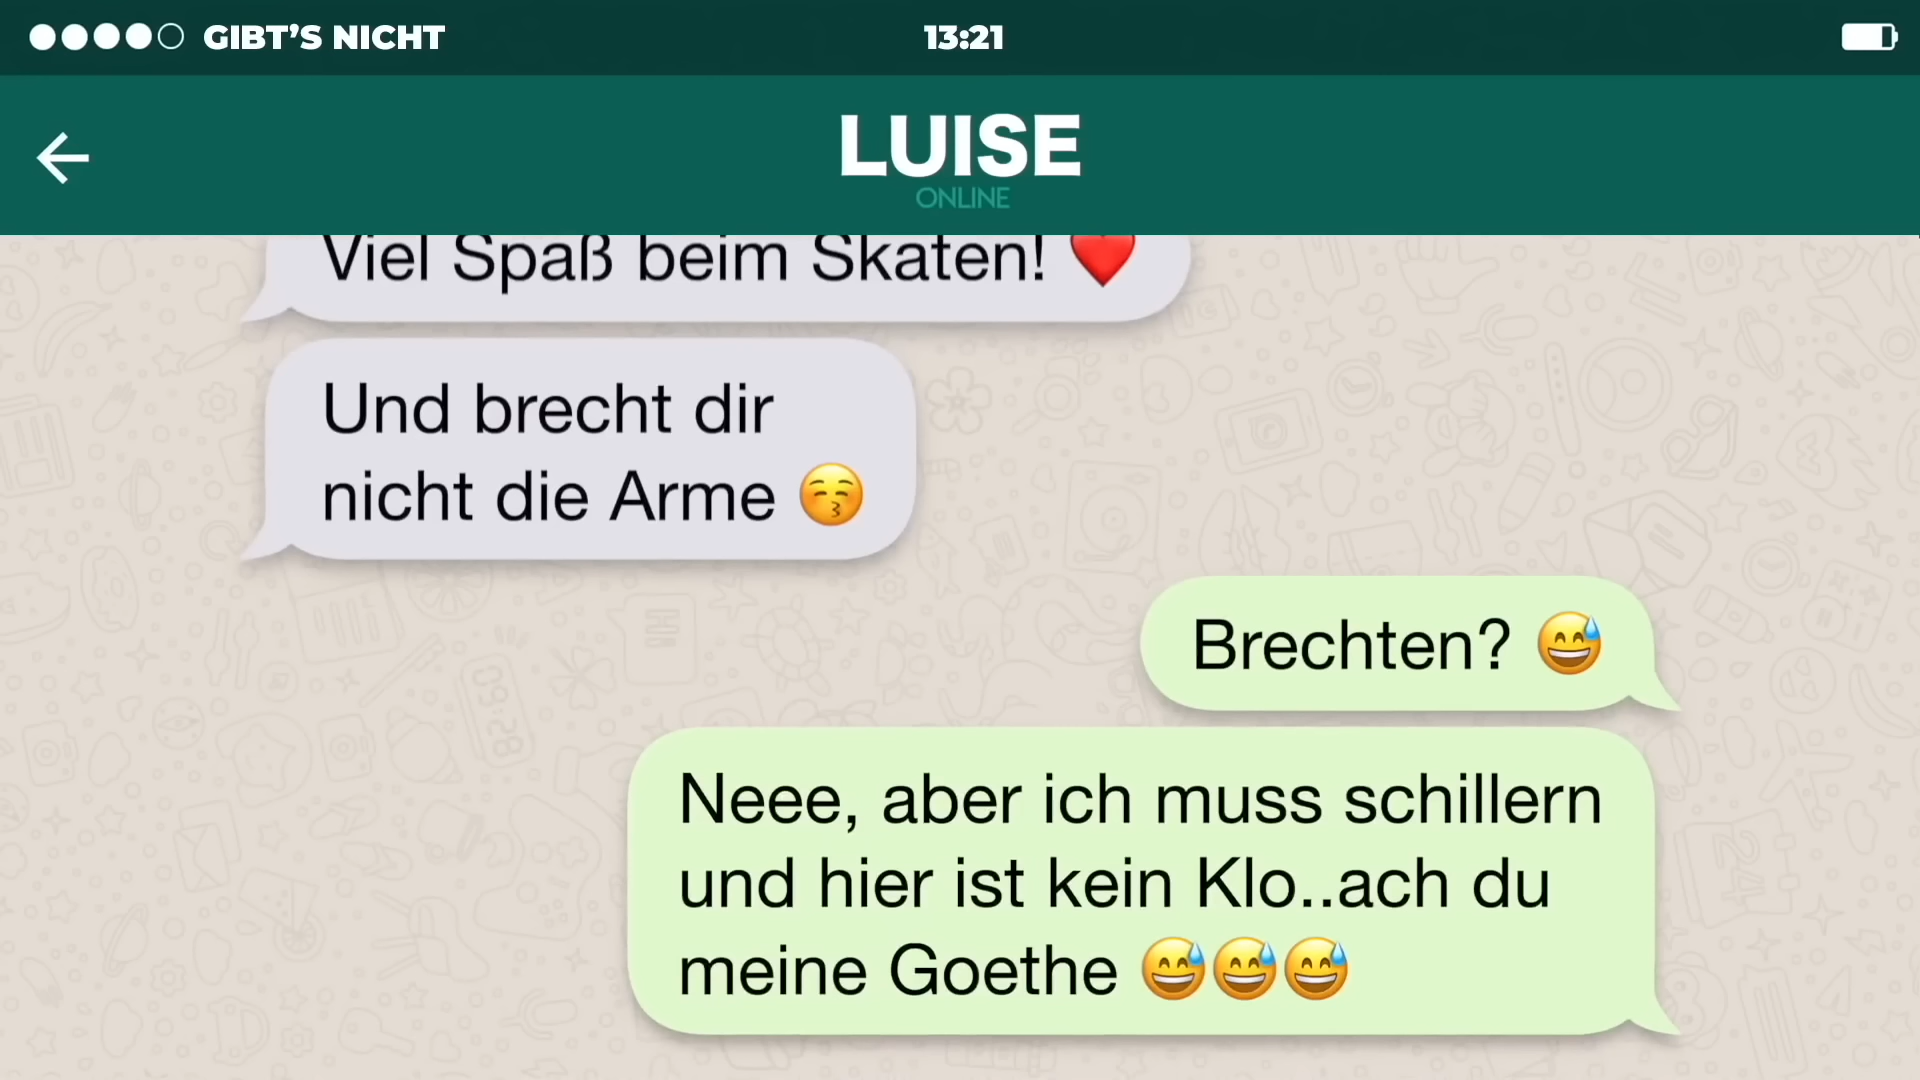 GIBT'S NICHT
13:21
LUISE
ONLINE
Viel Spaß beim Skaten! ❤️
Und brecht dir
nicht die Arme 😚
Brechten? 😅
Neee, aber ich muss schillern
und hier ist kein Klo..ach du
meine Goethe 😅😅😅